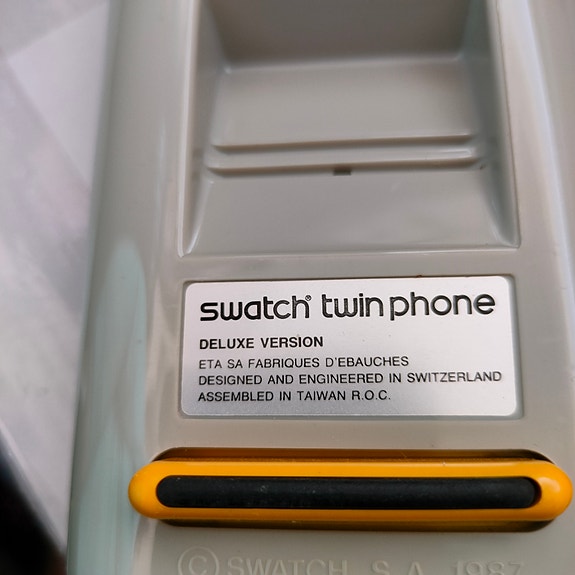 swatch® twin phone
DELUXE VERSION
ETA SA FABRIQUES D'EBAUCHES
DESIGNED AND ENGINEERED IN SWITZERLAND
ASSEMBLED IN TAIWAN R.O.C.
© SWATCH S.A. 1987